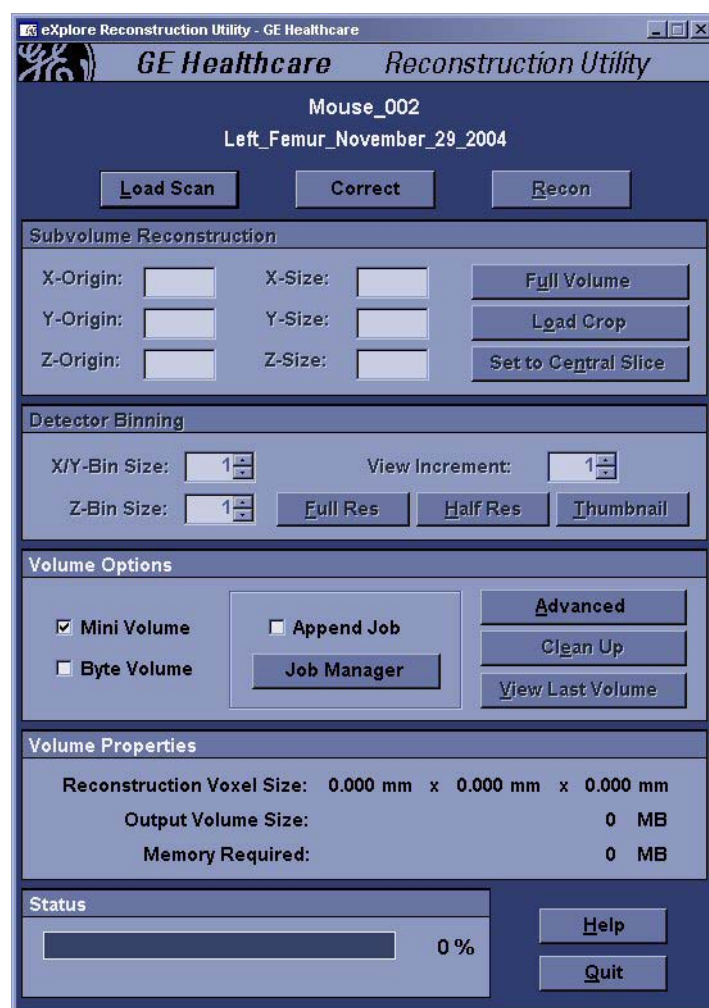 eXplore Reconstruction Utility - GE Healthcare
GE Healthcare Reconstruction Utility
Mouse_002
Left_Femur_November_29_2004
Load Scan Correct Recon
Subvolume Reconstruction
X-Origin: X-Size: Full Volume
Y-Origin: Y-Size: Load Crop
Z-Origin: Z-Size: Set to Central Slice
Detector Binning
X/Y-Bin Size: 1 View Increment: 1
Z-Bin Size: 1 Full Res Half Res Thumbnail
Volume Options
Mini Volume Append Job Advanced
Byte Volume Job Manager Clean Up
View Last Volume
Volume Properties
Reconstruction Voxel Size: 0.000 mm x 0.000 mm x 0.000 mm
Output Volume Size: 0 MB
Memory Required: 0 MB
Status
0 % Help
Quit